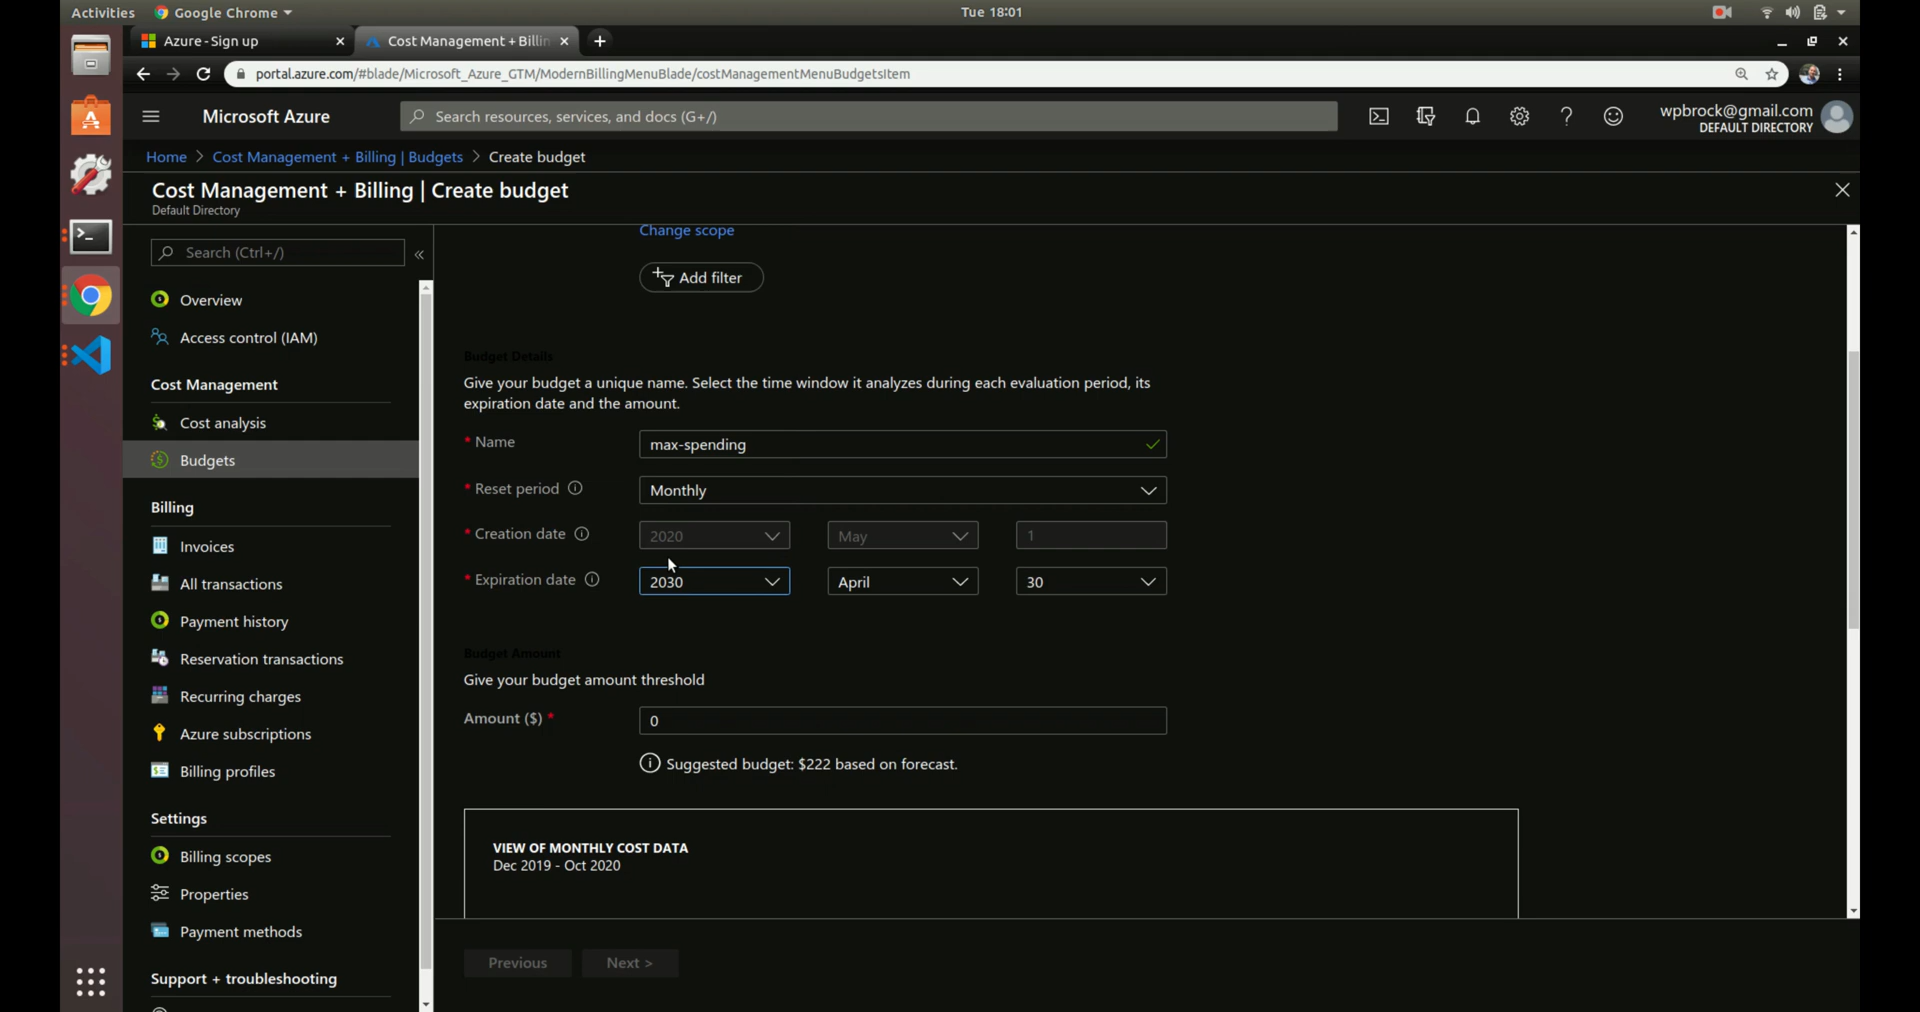 Activities
Google Chrome
Tue 18:01
Azure - Sign up
Cost Management + Billin
portal.azure.com/#blade/Microsoft_Azure_GTM/ModernBillingMenuBlade/costManagementMenuBudgetsItem
Microsoft Azure
Search resources, services, and docs (G+/)
wpbrock@gmail.com
DEFAULT DIRECTORY
Home > Cost Management + Billing | Budgets > Create budget
Cost Management + Billing | Create budget
Default Directory
Search (Ctrl+/)
«
Overview
Access control (IAM)
Cost Management
Cost analysis
Budgets
Billing
Invoices
All transactions
Payment history
Reservation transactions
Recurring charges
Azure subscriptions
Billing profiles
Settings
Billing scopes
Properties
Payment methods
Support + troubleshooting
Change scope
Add filter
Budget Details
Give your budget a unique name. Select the time window it analyzes during each evaluation period, its
expiration date and the amount.
* Name
max-spending
* Reset period
Monthly
* Creation date
2020
May
1
* Expiration date
2030
April
30
Budget Amount
Give your budget amount threshold
Amount ($) *
0
Suggested budget: $222 based on forecast.
VIEW OF MONTHLY COST DATA
Dec 2019 - Oct 2020
Previous
Next >